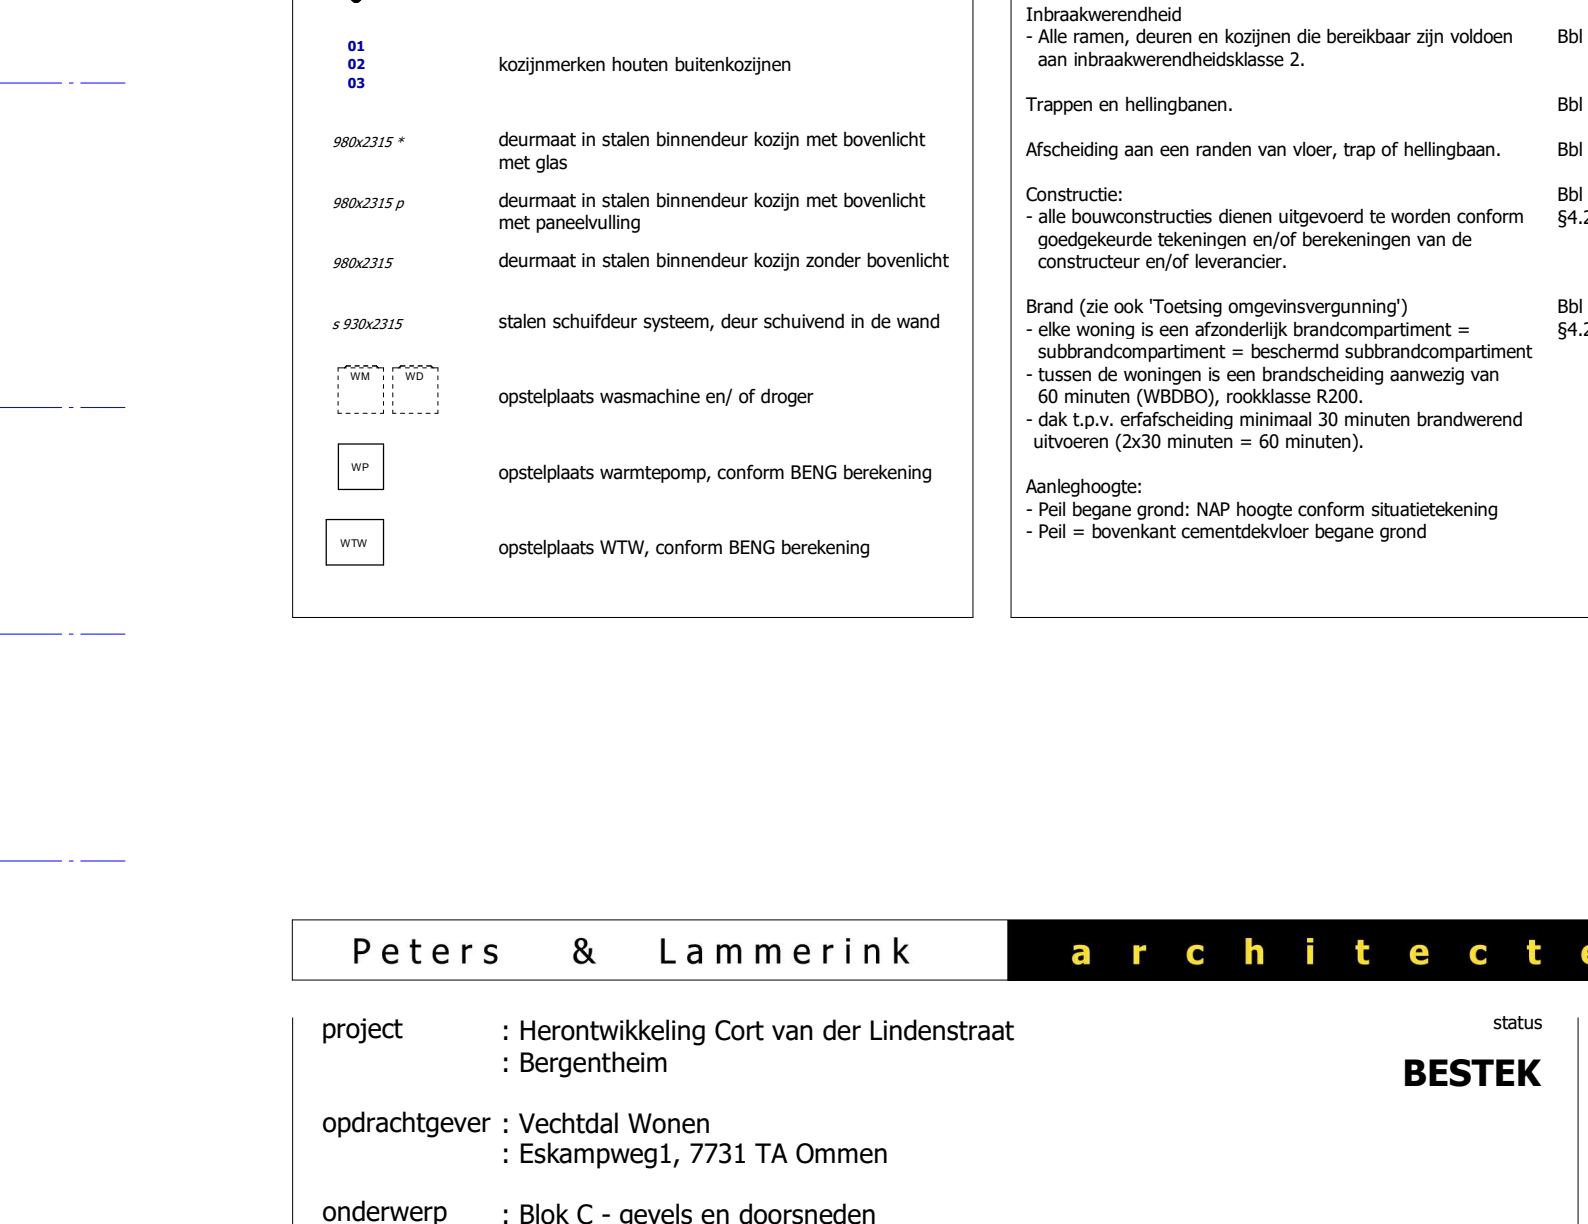 01
02
03
kozijnmerken houten buitenkozijnen
980x2315 *
deurmaat in stalen binnendeur kozijn met bovenlicht
met glas
980x2315 p
deurmaat in stalen binnendeur kozijn met bovenlicht
met paneelvulling
980x2315
deurmaat in stalen binnendeur kozijn zonder bovenlicht
s 930x2315
stalen schuifdeur systeem, deur schuivend in de wand
WM WD
opstelplaats wasmachine en/ of droger
WP
opstelplaats warmtepomp, conform BENG berekening
WTW
opstelplaats WTW, conform BENG berekening
Inbraakwerendheid
- Alle ramen, deuren en kozijnen die bereikbaar zijn voldoen Bbl
aan inbraakwerendheidsklasse 2.
Trappen en hellingbanen. Bbl
Afscheiding aan een randen van vloer, trap of hellingbaan. Bbl
Constructie: Bbl
- alle bouwconstructies dienen uitgevoerd te worden conform §4.2
goedgekeurde tekeningen en/of berekeningen van de
constructeur en/of leverancier.
Brand (zie ook 'Toetsing omgevinsvergunning') Bbl
- elke woning is een afzonderlijk brandcompartiment = §4.2
subbrandcompartiment = beschermd subbrandcompartiment
- tussen de woningen is een brandscheiding aanwezig van
60 minuten (WBDBO), rookklasse R200.
- dak t.p.v. erfafscheiding minimaal 30 minuten brandwerend
uitvoeren (2x30 minuten = 60 minuten).
Aanleghoogte:
- Peil begane grond: NAP hoogte conform situatietekening
- Peil = bovenkant cementdekvloer begane grond
Peters & Lammerink architecte
project : Herontwikkeling Cort van der Lindenstraat
: Bergentheim
status
BESTEK
opdrachtgever : Vechtdal Wonen
: Eskampweg1, 7731 TA Ommen
onderwerp : Blok C - gevels en doorsneden